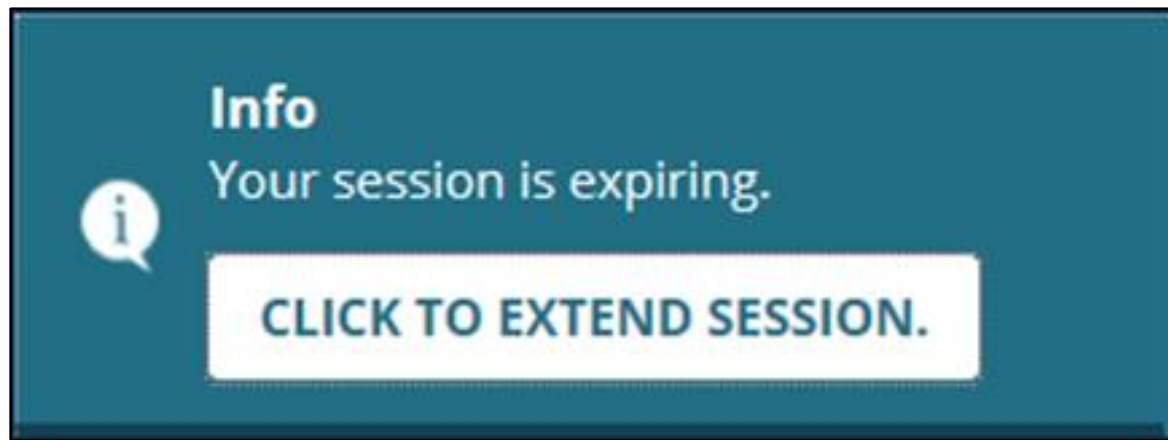 Info
Your session is expiring.
i
CLICK TO EXTEND SESSION.